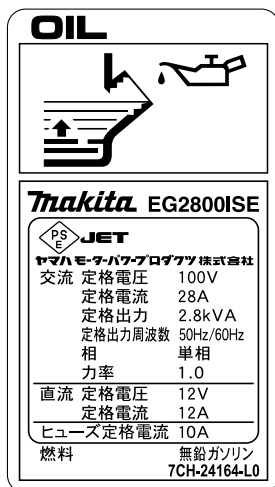 OIL
makita EG2800ISE
PS E JET
ヤマハモーターパワープロダクツ株式会社
交流 定格電圧 100V
定格電流 28A
定格出力 2.8kVA
定格出力周波数 50Hz/60Hz
相 単相
力率 1.0
直流 定格電圧 12V
定格電流 12A
ヒューズ定格電流 10A
燃料 無鉛ガソリン
7CH-24164-L0